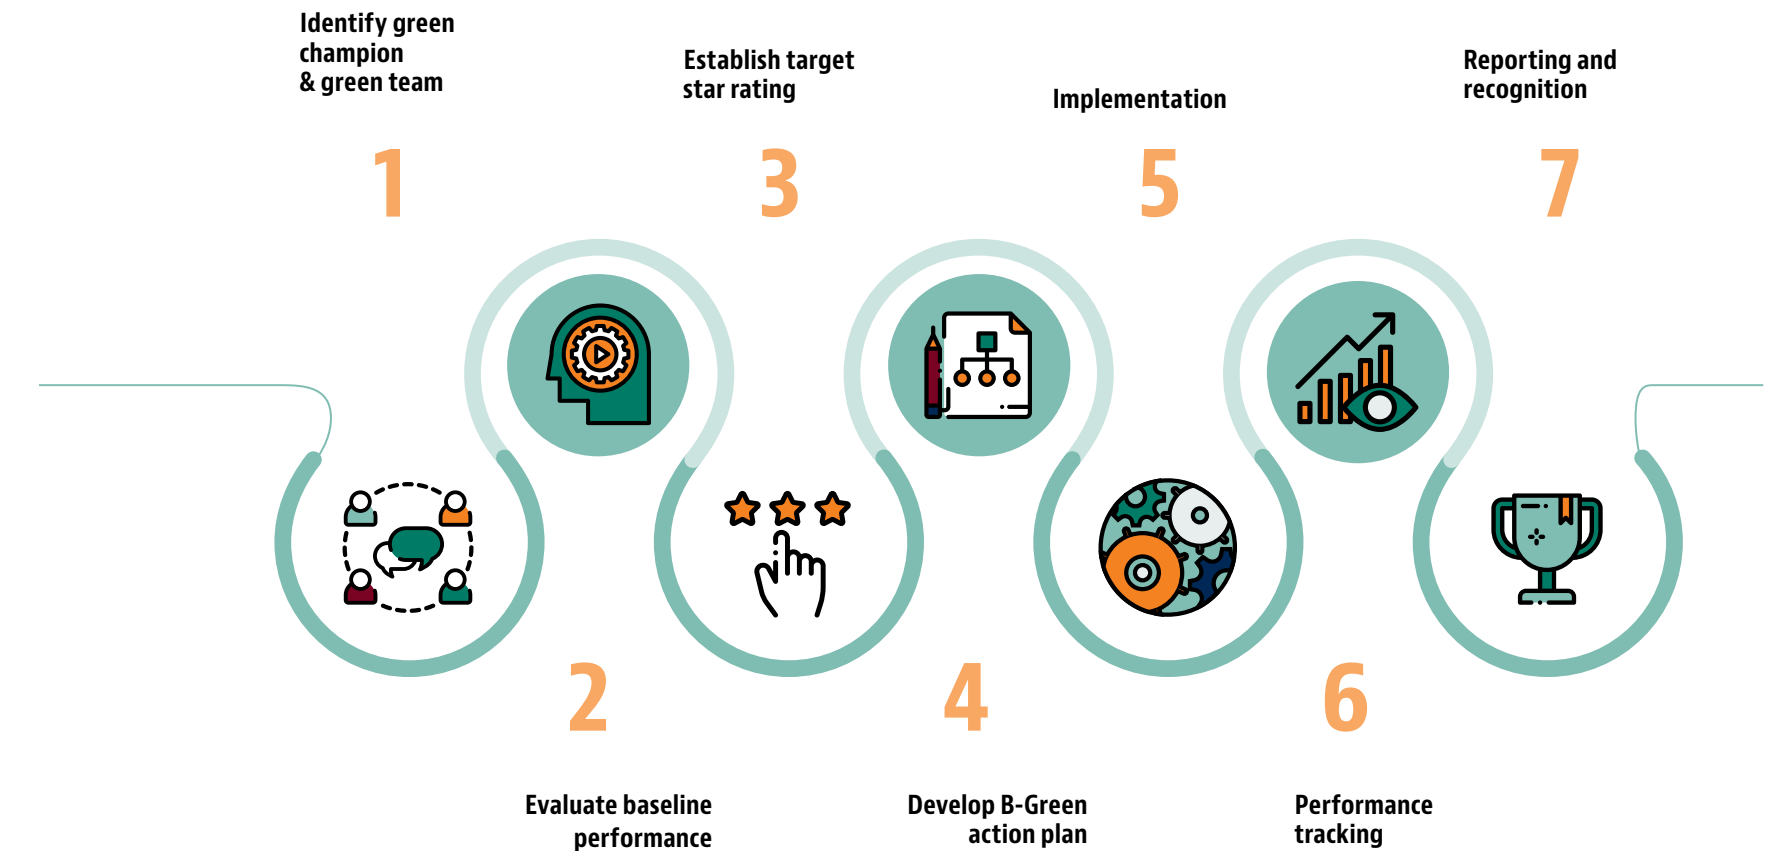 Identify green
champion
& green team
1
2
Evaluate baseline
performance
Establish target
star rating
3
4
Develop B-Green
action plan
Implementation
5
6
Performance
tracking
Reporting and
recognition
7